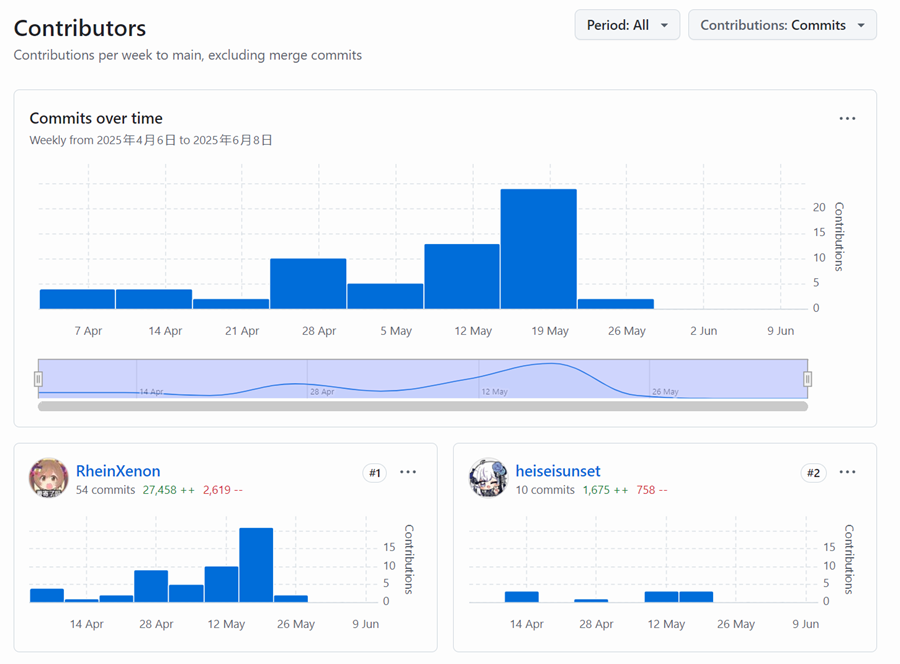 Contributors
Period: All
Contributions: Commits
Contributions per week to main, excluding merge commits
Commits over time
Weekly from 2025年4月6日 to 2025年6月8日
20
15
10
5
0
Contributions
7 Apr 14 Apr 21 Apr 28 Apr 5 May 12 May 19 May 26 May 2 Jun 9 Jun
14 Apr 28 Apr 12 May 26 May
RheinXenon
#1
54 commits 27,458 ++ 2,619 --
15
10
5
0
Contributions
14 Apr 28 Apr 12 May 26 May 9 Jun
heiseisunset
#2
10 commits 1,675 ++ 758 --
15
10
5
0
Contributions
14 Apr 28 Apr 12 May 26 May 9 Jun